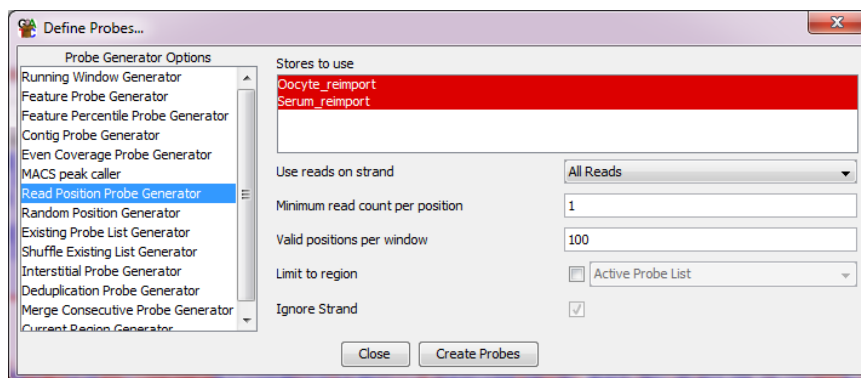 Define Probes...
Probe Generator Options
Running Window Generator
Feature Probe Generator
Feature Percentile Probe Generator
Contig Probe Generator
Even Coverage Probe Generator
MACS peak caller
Read Position Probe Generator
Random Position Generator
Existing Probe List Generator
Shuffle Existing List Generator
Interstitial Probe Generator
Deduplication Probe Generator
Merge Consecutive Probe Generator
Current Region Generator
Stores to use
Oocyte_reimport
Serum_reimport
Use reads on strand All Reads
Minimum read count per position 1
Valid positions per window 100
Limit to region Active Probe List
Ignore Strand
Close Create Probes